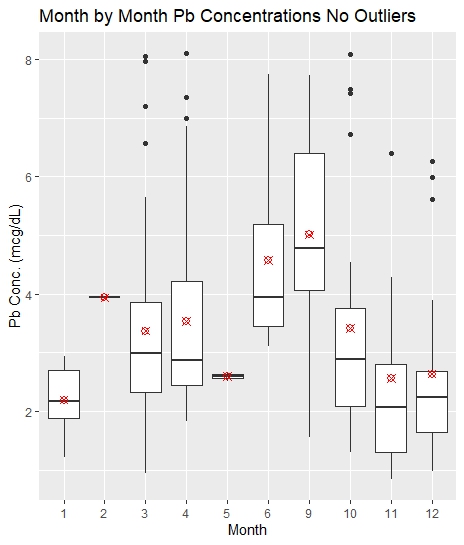 Month by Month Pb Concentrations No Outliers
8
6
4
2
Pb Conc. (mcg/dL)
1 2 3 4 5 6 9 10 11 12
Month